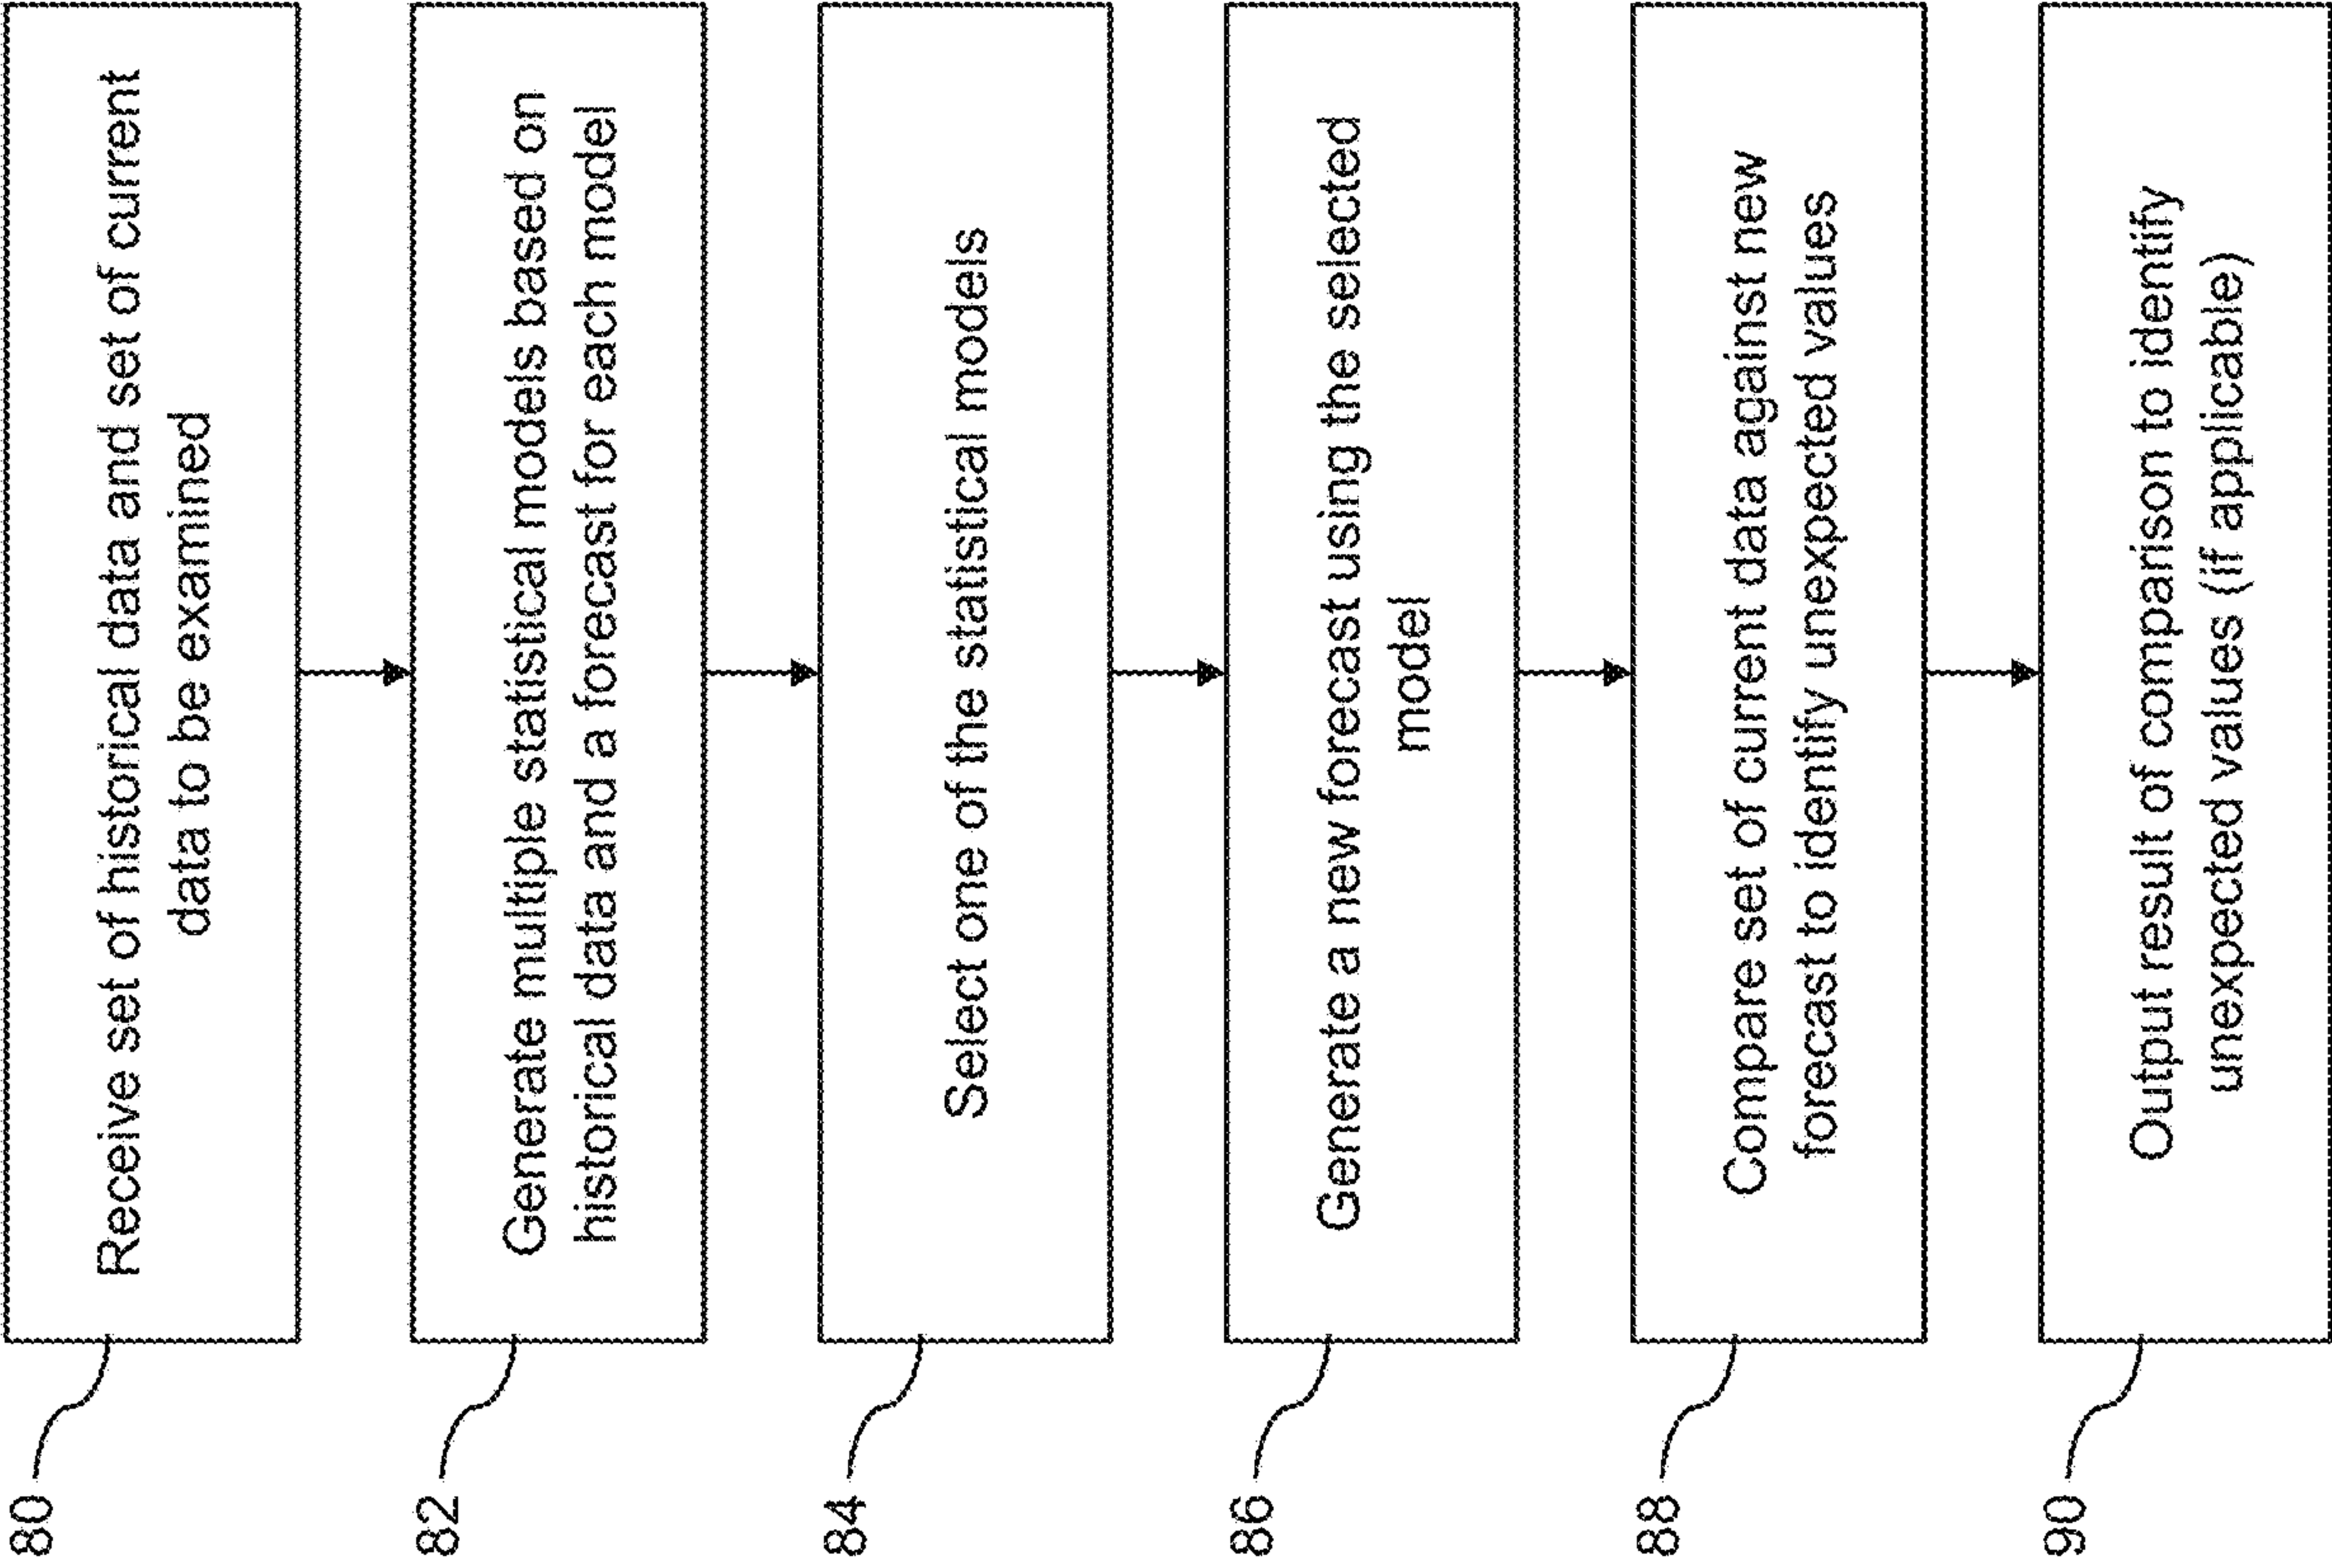 80
Receive set of historical data and set of current
data to be examined
82
Generate multiple statistical models based on
historical data and a forecast for each model
84
Select one of the statistical models
86
Generate a new forecast using the selected
model
88
Compare set of current data against new
forecast to identify unexpected values
90
Output result of comparison to identify
unexpected values (if applicable)